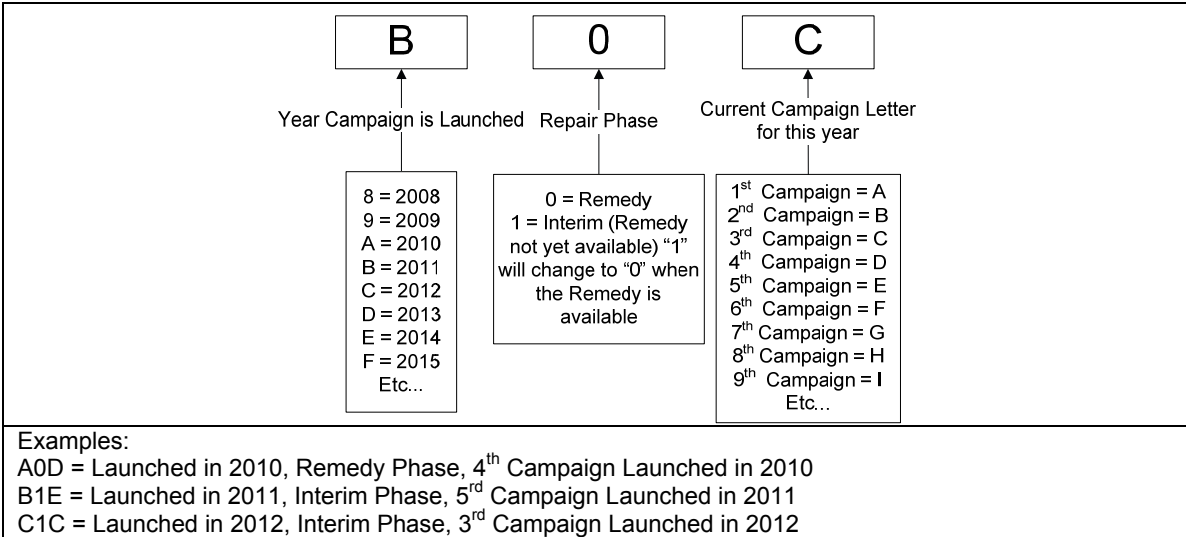 B
0
C
Year Campaign is Launched
Repair Phase
Current Campaign Letter
for this year
8 = 2008
9 = 2009
A = 2010
B = 2011
C = 2012
D = 2013
E = 2014
F = 2015
Etc...
0 = Remedy
1 = Interim (Remedy
not yet available) “1”
will change to “0” when
the Remedy is
available
1st Campaign = A
2nd Campaign = B
3rd Campaign = C
4th Campaign = D
5th Campaign = E
6th Campaign = F
7th Campaign = G
8th Campaign = H
9th Campaign = I
Etc...
Examples:
A0D = Launched in 2010, Remedy Phase, 4th Campaign Launched in 2010
B1E = Launched in 2011, Interim Phase, 5rd Campaign Launched in 2011
C1C = Launched in 2012, Interim Phase, 3rd Campaign Launched in 2012